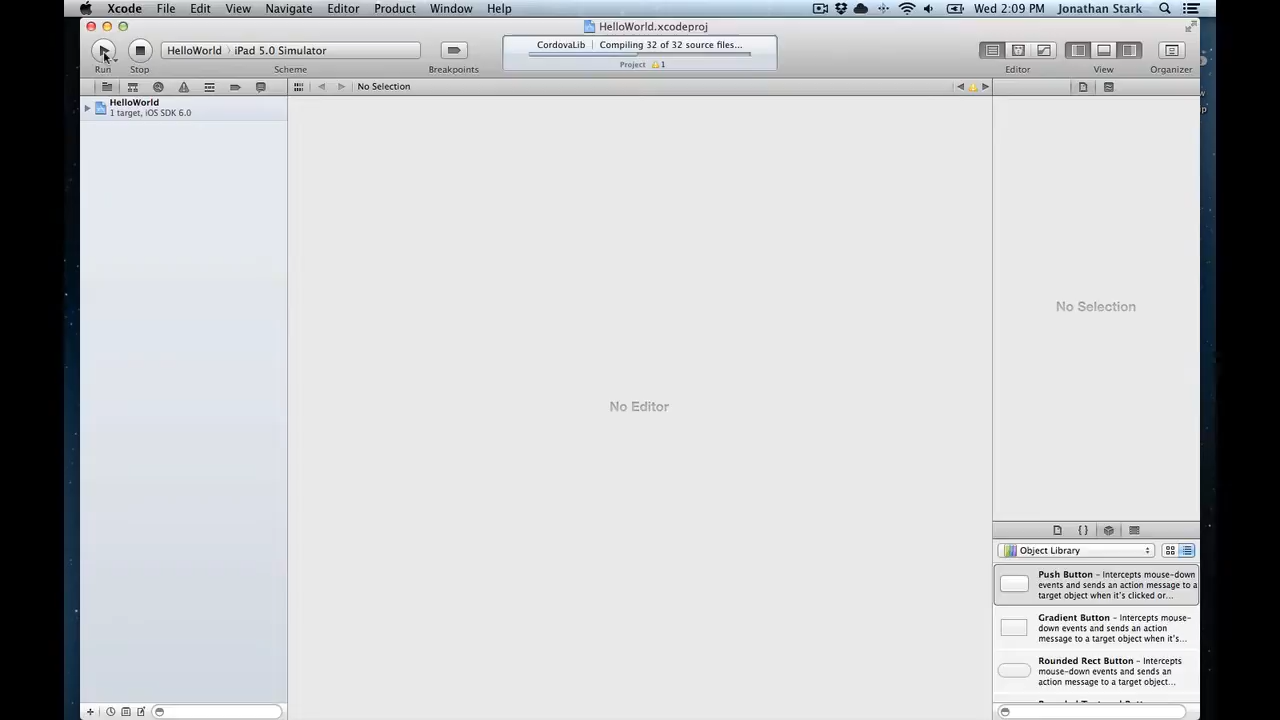 Xcode File Edit View Navigate Editor Product Window Help Wed 2:09 PM Jonathan Stark
HelloWorld.xcodeproj
HelloWorld iPad 5.0 Simulator
CordovaLib Compiling 32 of 32 source files...
Project 1
Run Stop Scheme Breakpoints Editor View Organizer
No Selection
HelloWorld
1 target, iOS SDK 6.0
No Selection
No Editor
Object Library
Push Button – Intercepts mouse-down
events and sends an action message to a
target object when it's clicked or...
Gradient Button – Intercepts mouse-
down events and sends an action
message to a target object when it's...
Rounded Rect Button – Intercepts
mouse-down events and sends an
action message to a target object...